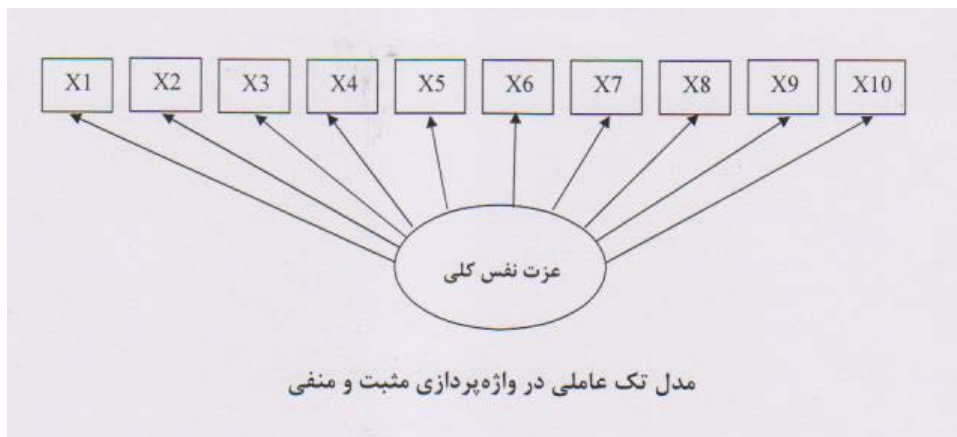 X1 X2 X3 X4 X5 X6 X7 X8 X9 X10
عزت نفس کلی
مدل تک عاملی در واژه‌پردازی مثبت و منفی